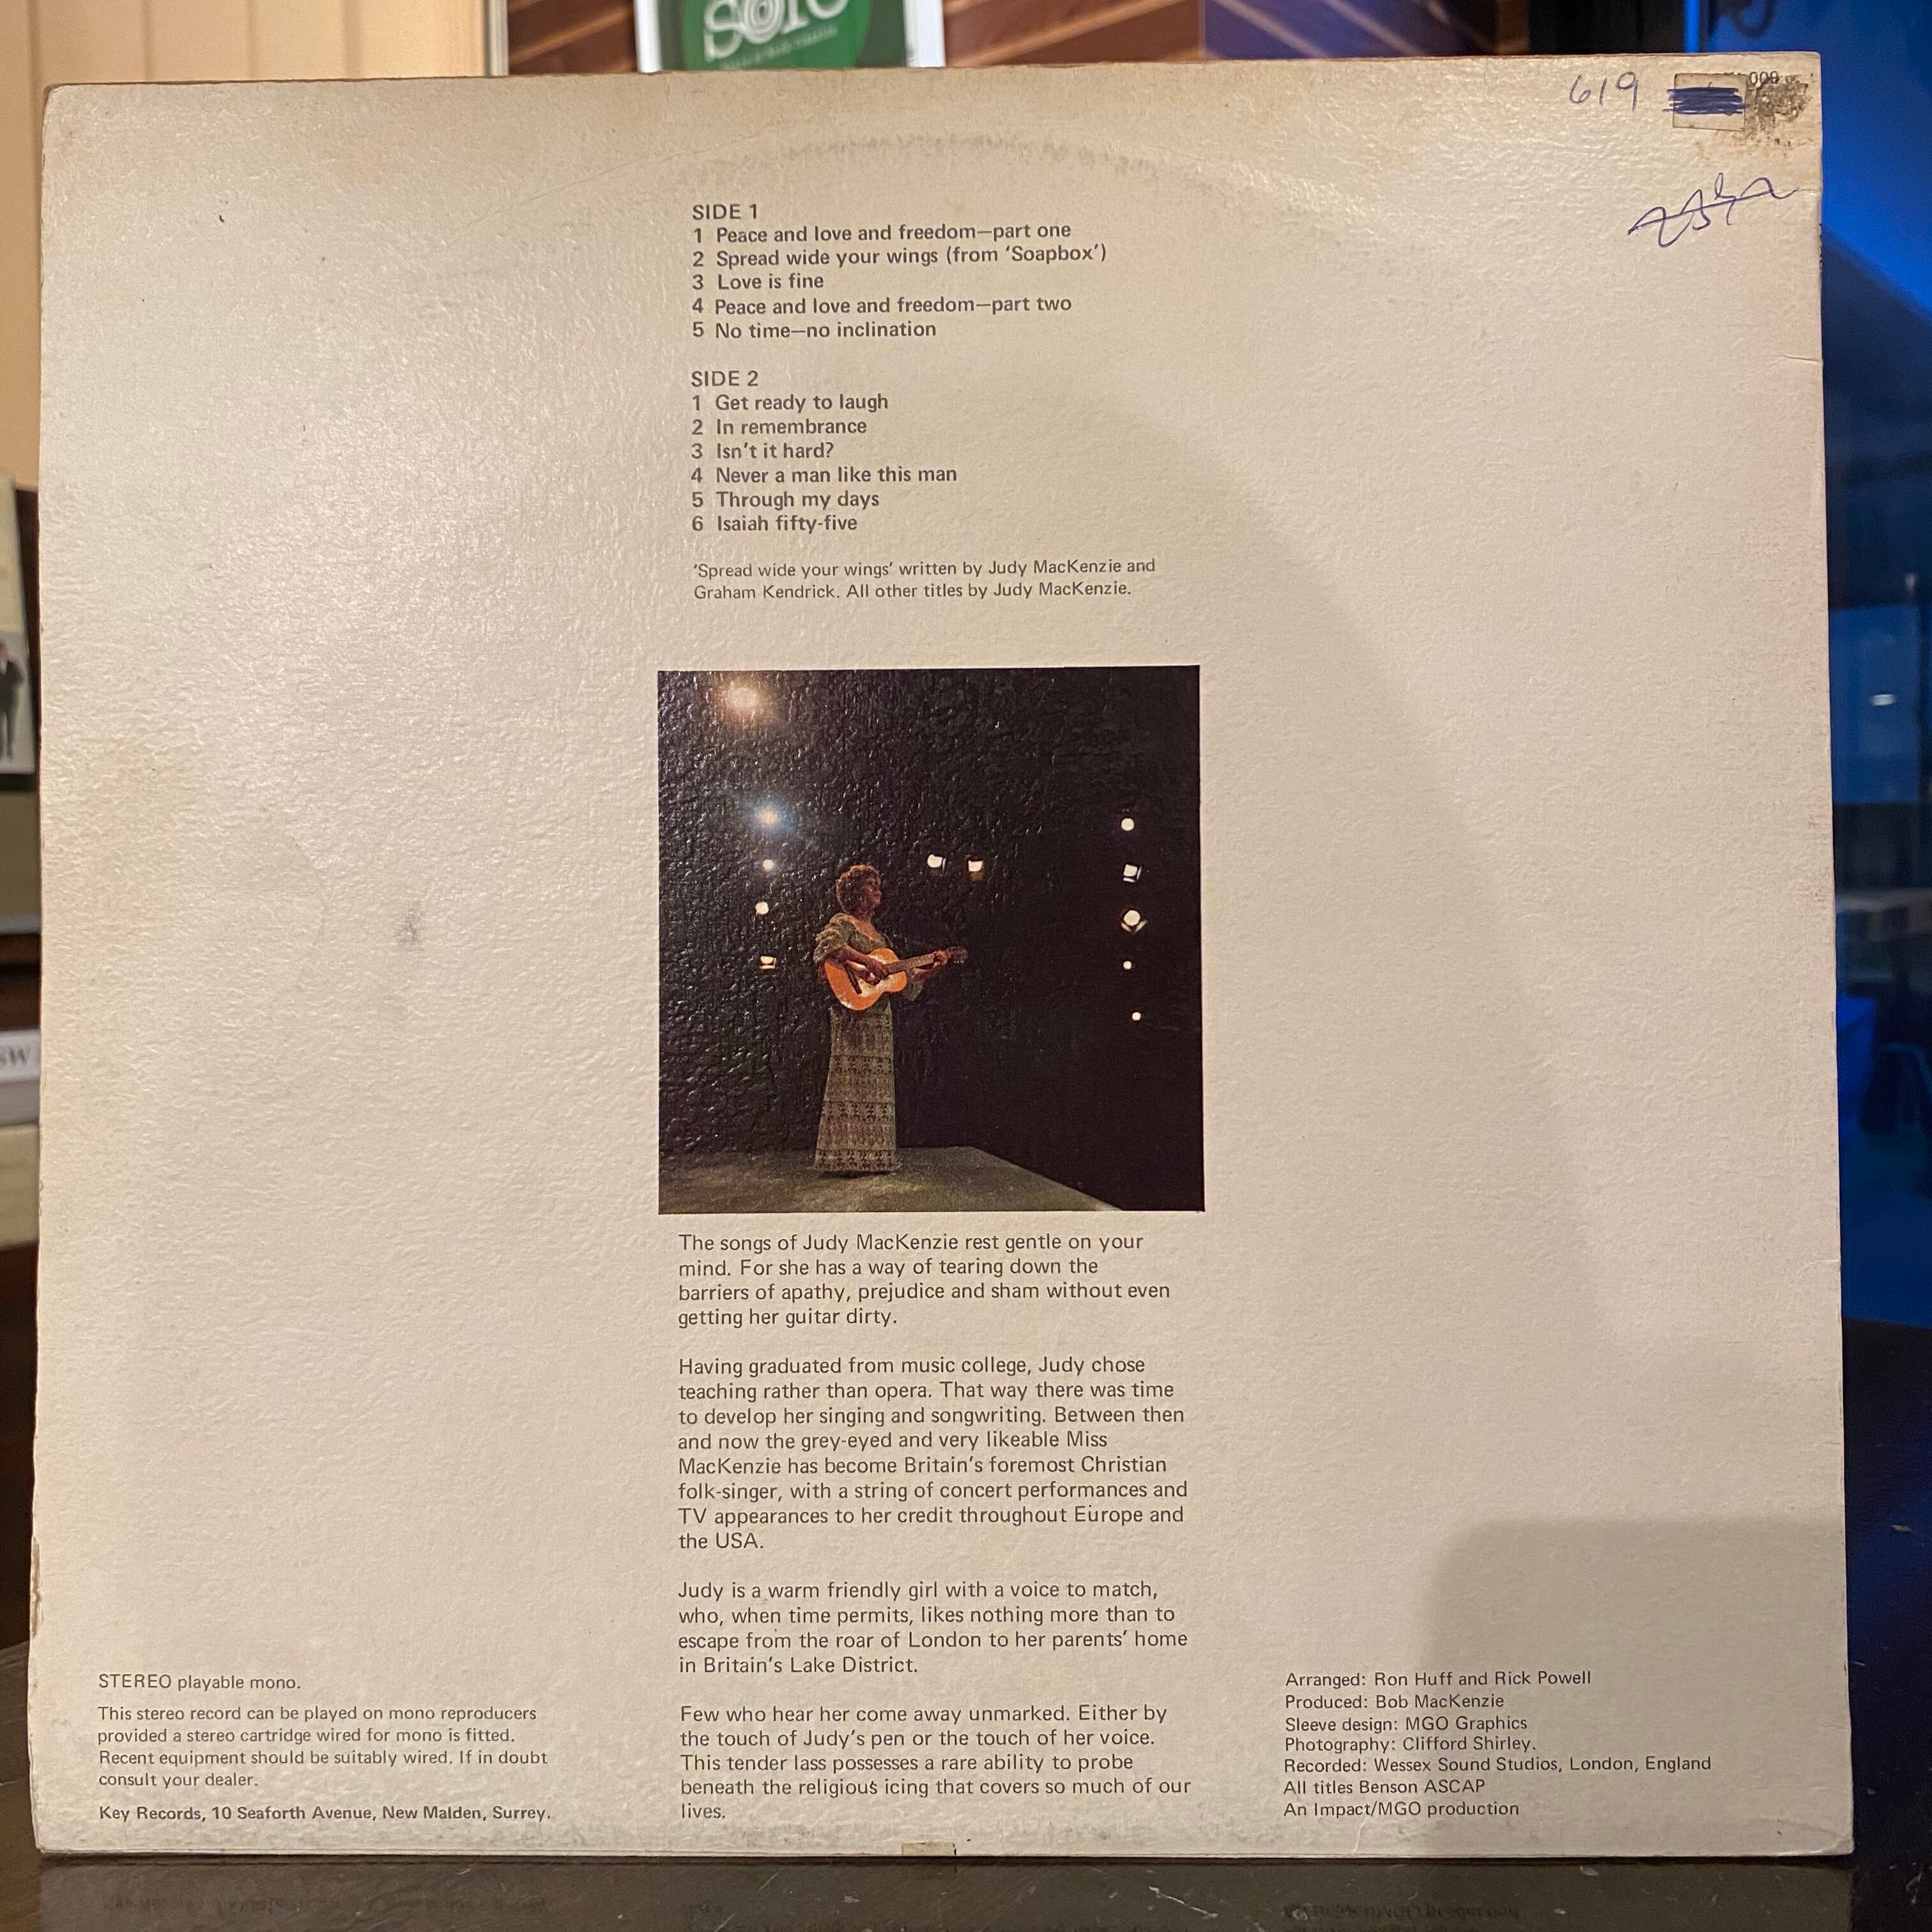 619
009
SIDE 1
1 Peace and love and freedom—part one
2 Spread wide your wings (from ‘Soapbox’)
3 Love is fine
4 Peace and love and freedom—part two
5 No time—no inclination
SIDE 2
1 Get ready to laugh
2 In remembrance
3 Isn’t it hard?
4 Never a man like this man
5 Through my days
6 Isaiah fifty-five
‘Spread wide your wings’ written by Judy MacKenzie and
Graham Kendrick. All other titles by Judy MacKenzie.
The songs of Judy MacKenzie rest gentle on your
mind. For she has a way of tearing down the
barriers of apathy, prejudice and sham without even
getting her guitar dirty.
Having graduated from music college, Judy chose
teaching rather than opera. That way there was time
to develop her singing and songwriting. Between then
and now the grey-eyed and very likeable Miss
MacKenzie has become Britain’s foremost Christian
folk-singer, with a string of concert performances and
TV appearances to her credit throughout Europe and
the USA.
Judy is a warm friendly girl with a voice to match,
who, when time permits, likes nothing more than to
escape from the roar of London to her parents’ home
in Britain’s Lake District.
Few who hear her come away unmarked. Either by
the touch of Judy’s pen or the touch of her voice.
This tender lass possesses a rare ability to probe
beneath the religious icing that covers so much of our
lives.
STEREO playable mono.
This stereo record can be played on mono reproducers
provided a stereo cartridge wired for mono is fitted.
Recent equipment should be suitably wired. If in doubt
consult your dealer.
Key Records, 10 Seaforth Avenue, New Malden, Surrey.
Arranged: Ron Huff and Rick Powell
Produced: Bob MacKenzie
Sleeve design: MGO Graphics
Photography: Clifford Shirley.
Recorded: Wessex Sound Studios, London, England
All titles Benson ASCAP
An Impact/MGO production